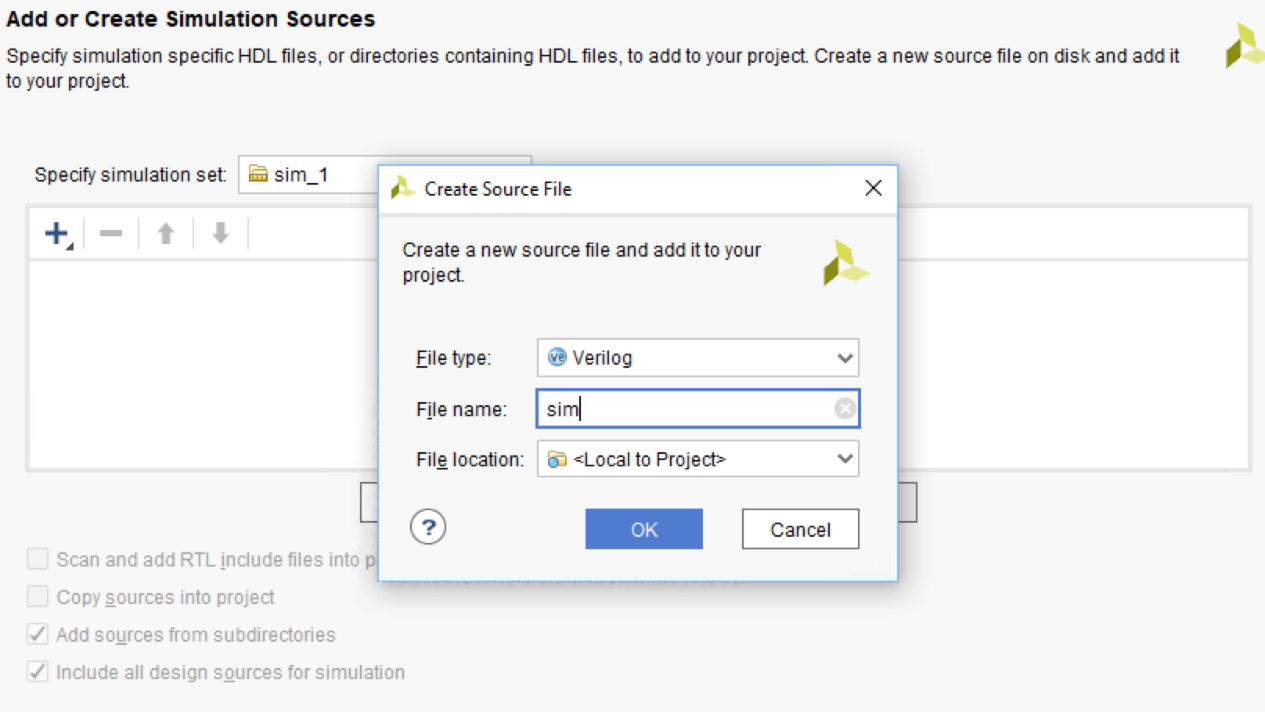 Add or Create Simulation Sources
Specify simulation specific HDL files, or directories containing HDL files, to add to your project. Create a new source file on disk and add it
to your project.
Specify simulation set: sim_1
Create Source File
Create a new source file and add it to your
project.
File type: Verilog
File name: sim
File location: <Local to Project>
? OK Cancel
Scan and add RTL include files into p
Copy sources into project
Add sources from subdirectories
Include all design sources for simulation